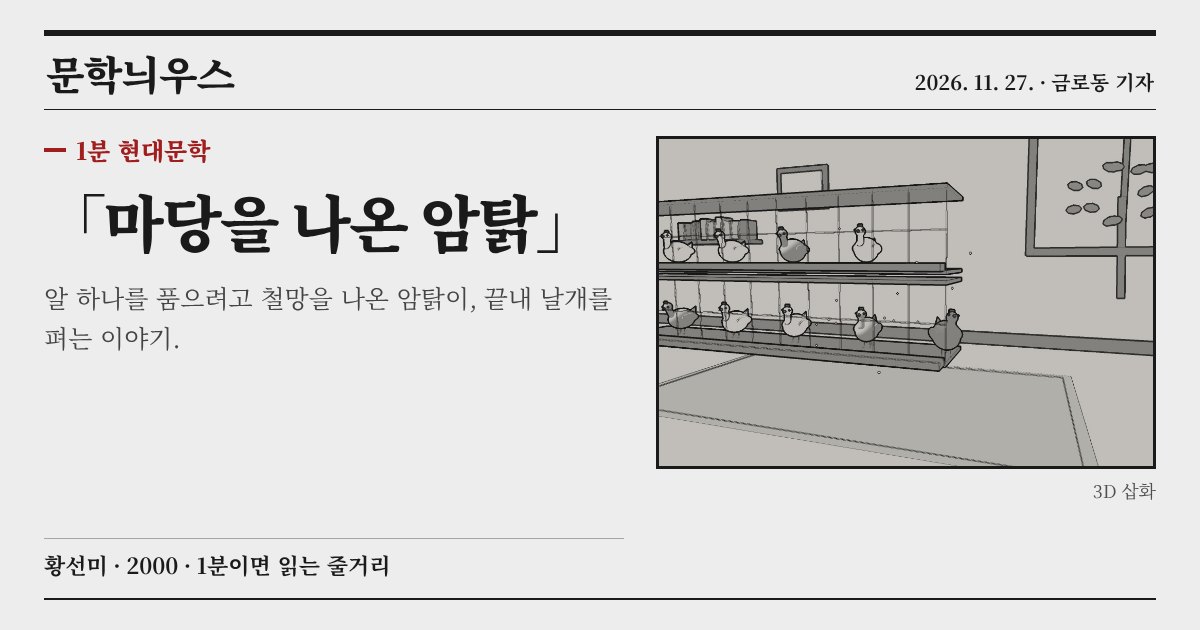 문학늬우스
2026. 11. 27. · 금로동 기자
1분 현대문학
「마당을 나온 암탉」
알 하나를 품으려고 철망을 나온 암탉이, 끝내 날개를
펴는 이야기.
3D 삽화
황선미 · 2000 · 1분이면 읽는 줄거리